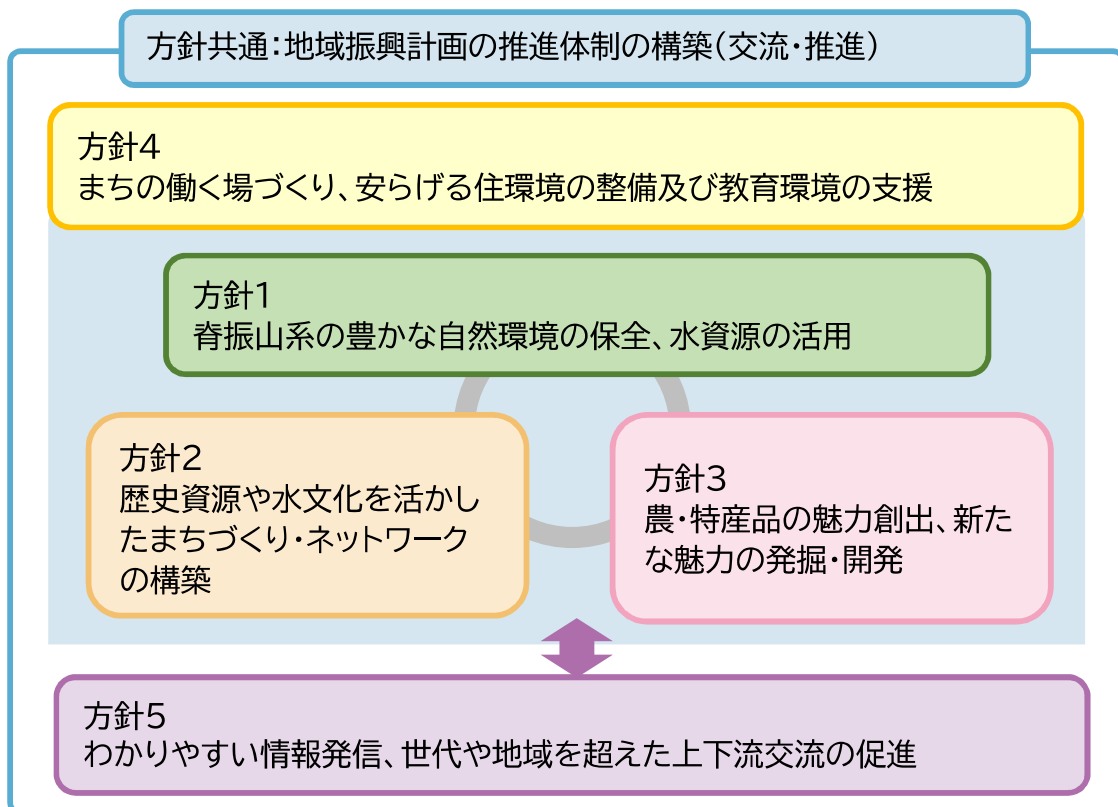 方針共通：地域振興計画の推進体制の構築（交流・推進）
方針4
まちの働く場づくり、安らげる住環境の整備及び教育環境の支援
方針1
脊振山系の豊かな自然環境の保全、水資源の活用
方針2
歴史資源や水文化を活かし
たまちづくり・ネットワーク
の構築
方針3
農・特産品の魅力創出、新た
な魅力の発掘・開発
方針5
わかりやすい情報発信、世代や地域を超えた上下流交流の促進